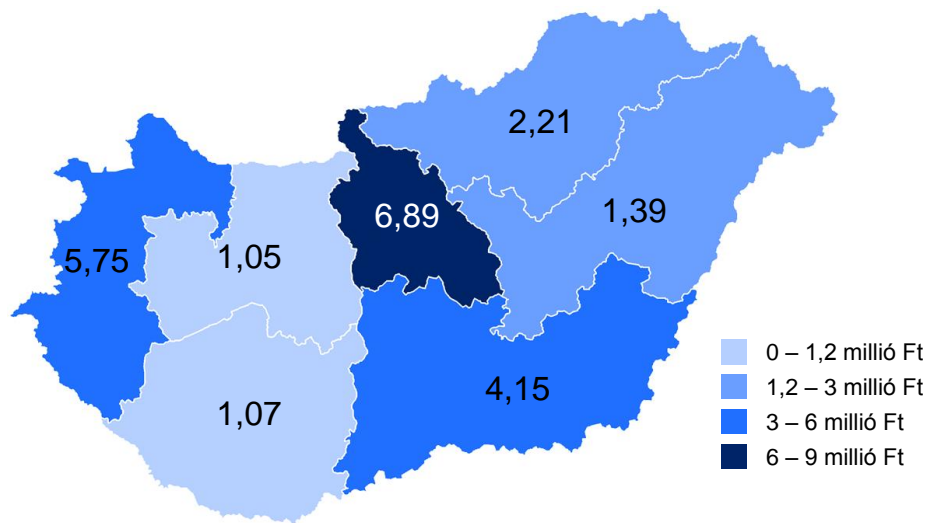 2,21
1,39
6,89
5,75
1,05
4,15
1,07
0 – 1,2 millió Ft
1,2 – 3 millió Ft
3 – 6 millió Ft
6 – 9 millió Ft